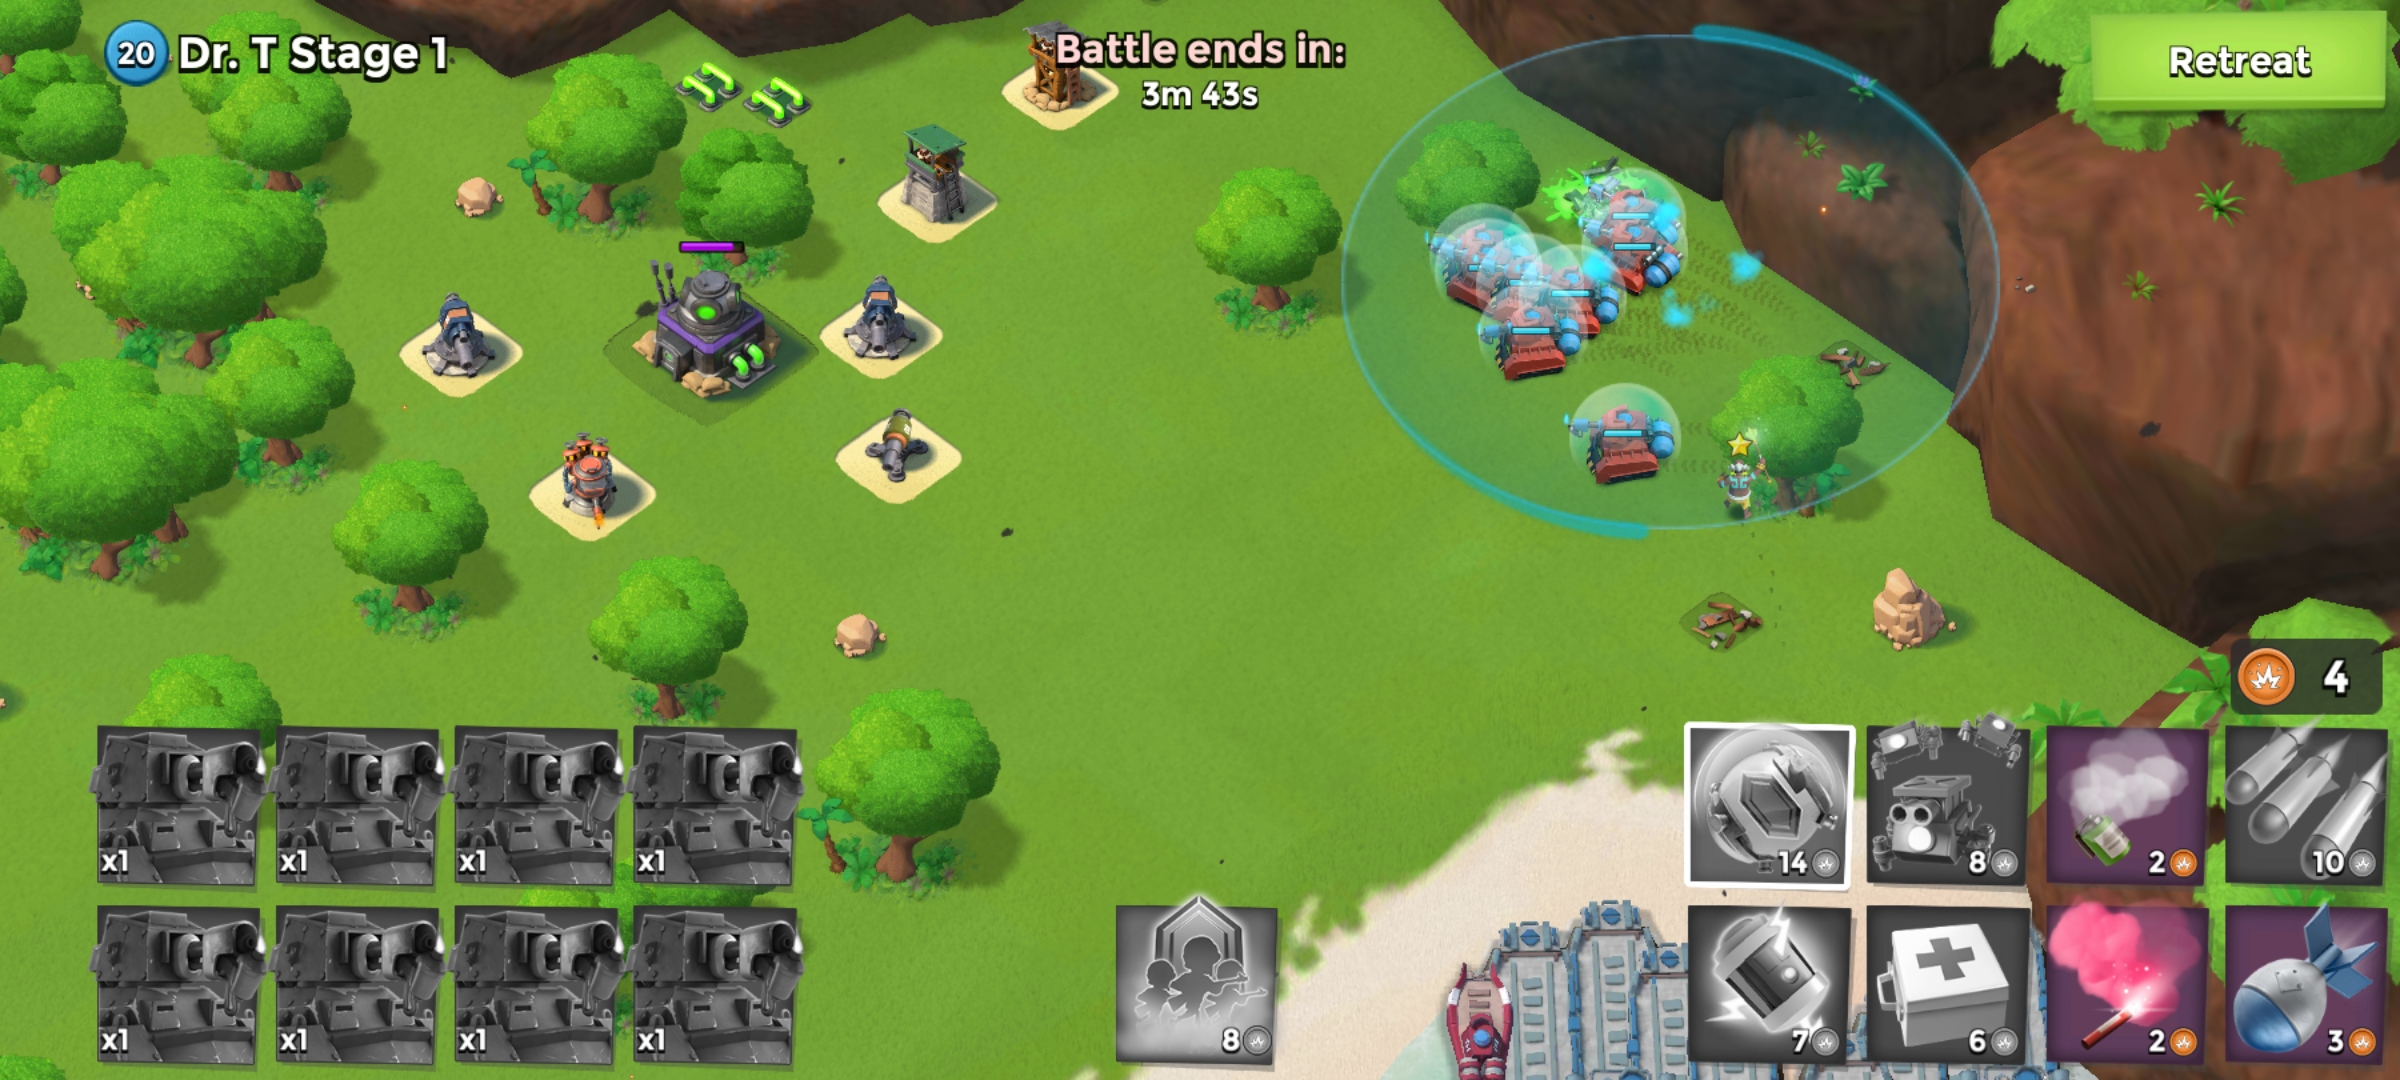 20 Dr. T Stage 1
Battle ends in:
3m 43s
Retreat
4
x1 x1 x1 x1
14 8 2 10
x1 x1 x1 x1
8 7 6 2 3